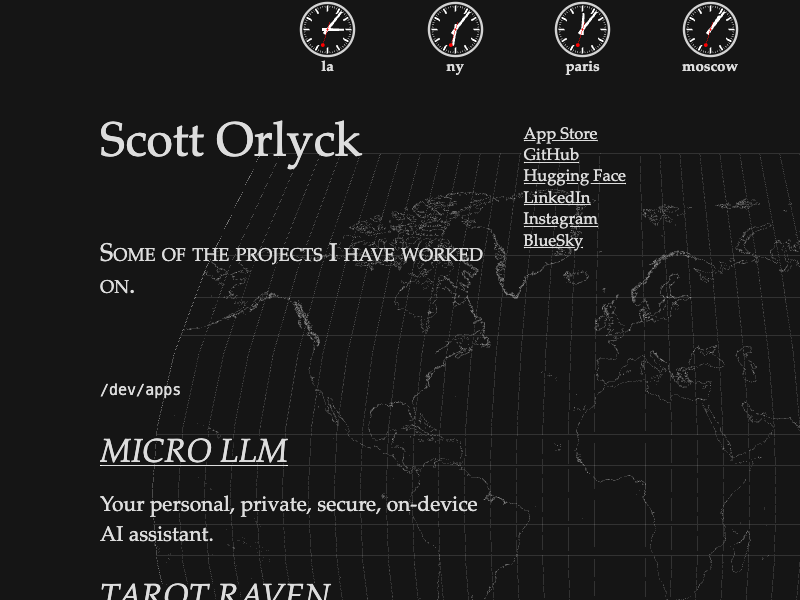 la
ny
paris
moscow
Scott Orlyck
App Store
GitHub
Hugging Face
LinkedIn
Instagram
BlueSky
Some of the projects I have worked
on.
/dev/apps
MICRO LLM
Your personal, private, secure, on-device
AI assistant.
TAROT RAVEN